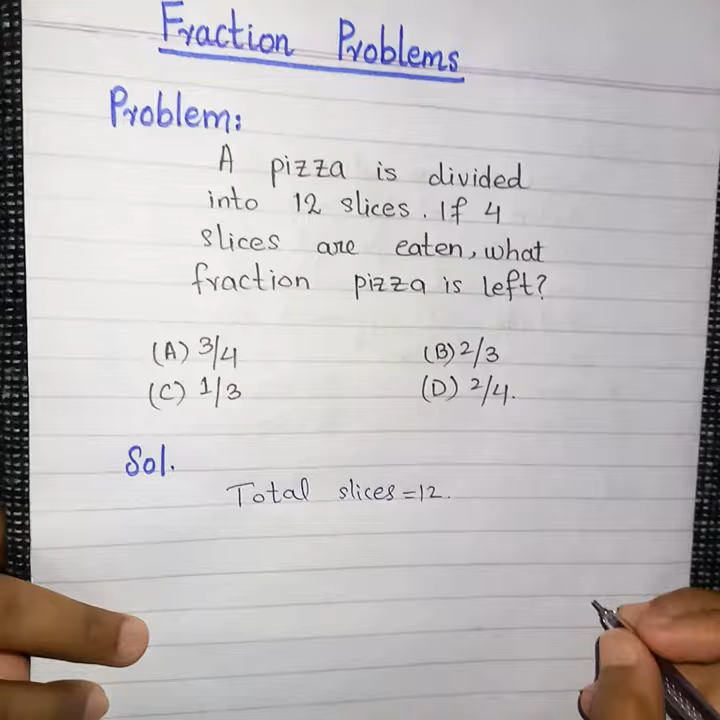 Fraction Problems
Problem:
A pizza is divided
into 12 slices. If 4
slices are eaten, what
fraction pizza is left?
(A) 3/4 (B) 2/3
(C) 1/3 (D) 2/4.
Sol.
Total slices = 12.